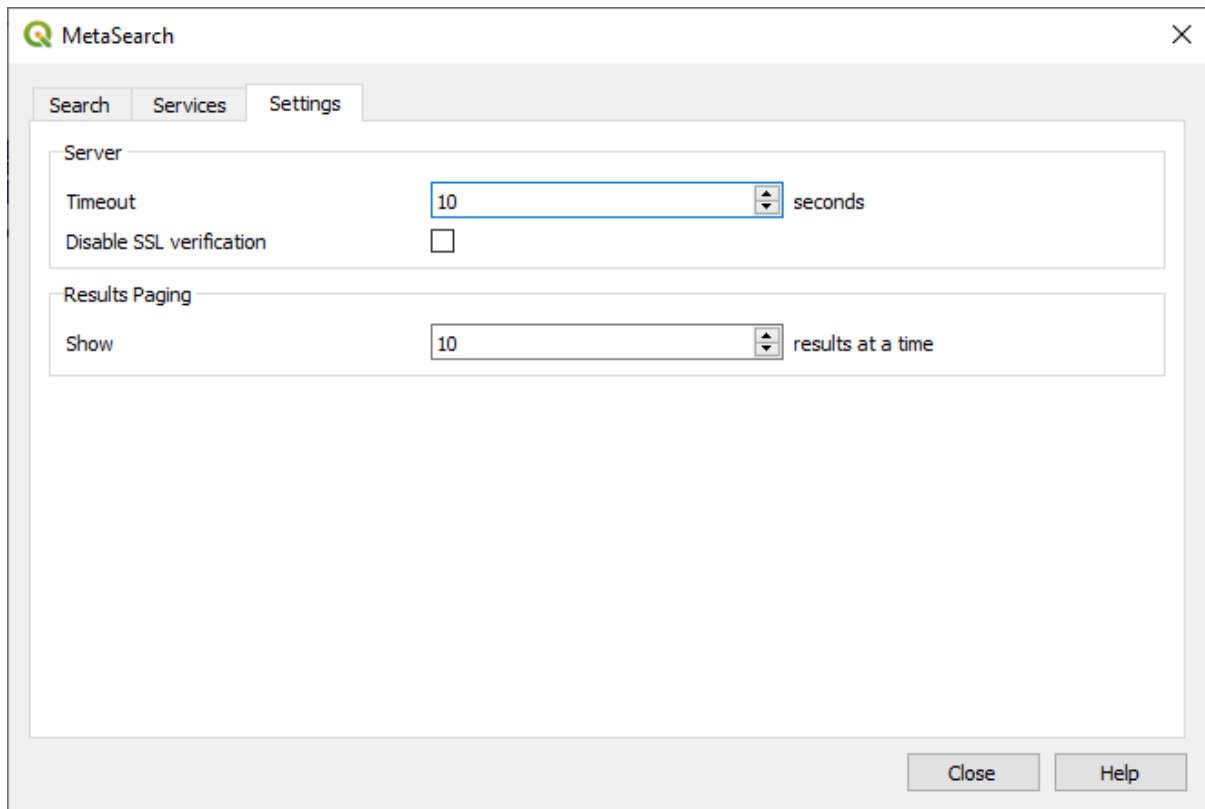 MetaSearch
Search Services Settings
Server
Timeout 10 seconds
Disable SSL verification
Results Paging
Show 10 results at a time
Close Help